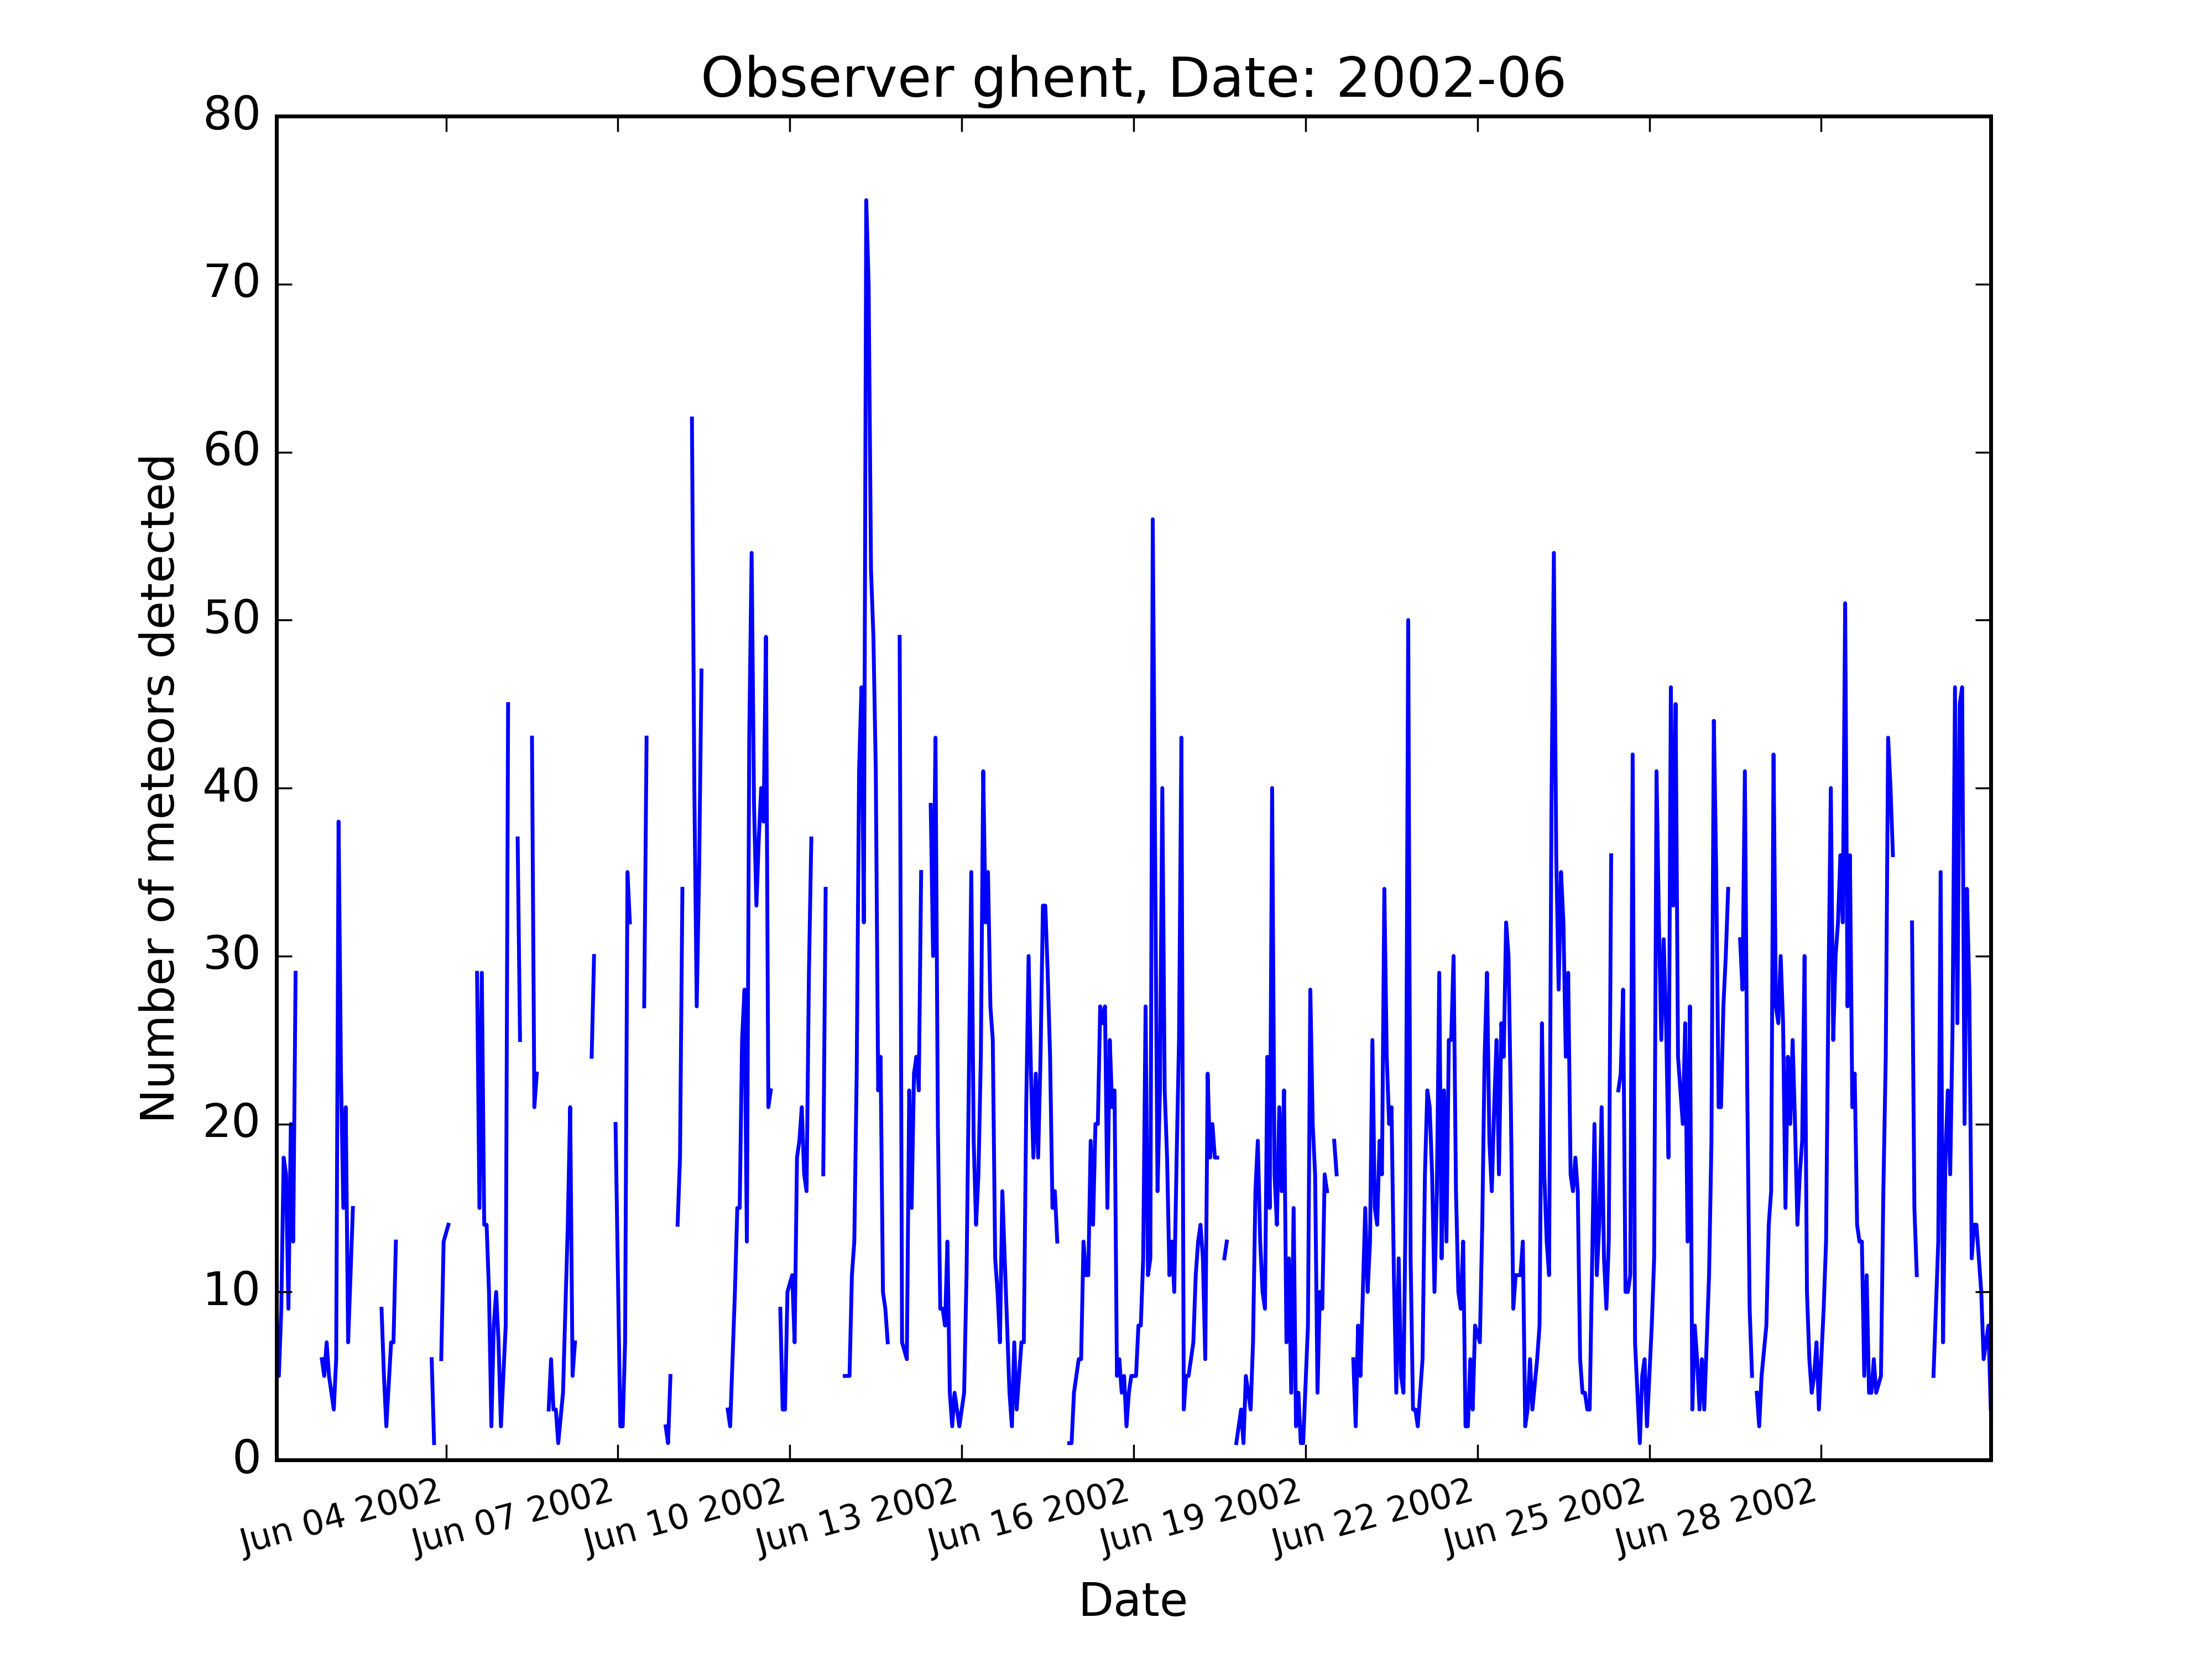 Observer ghent, Date: 2002-06
80
70
60
50
40
30
20
10
0
Number of meteors detected
Jun 04 2002
Jun 07 2002
Jun 10 2002
Jun 13 2002
Jun 16 2002
Jun 19 2002
Jun 22 2002
Jun 25 2002
Jun 28 2002
Date